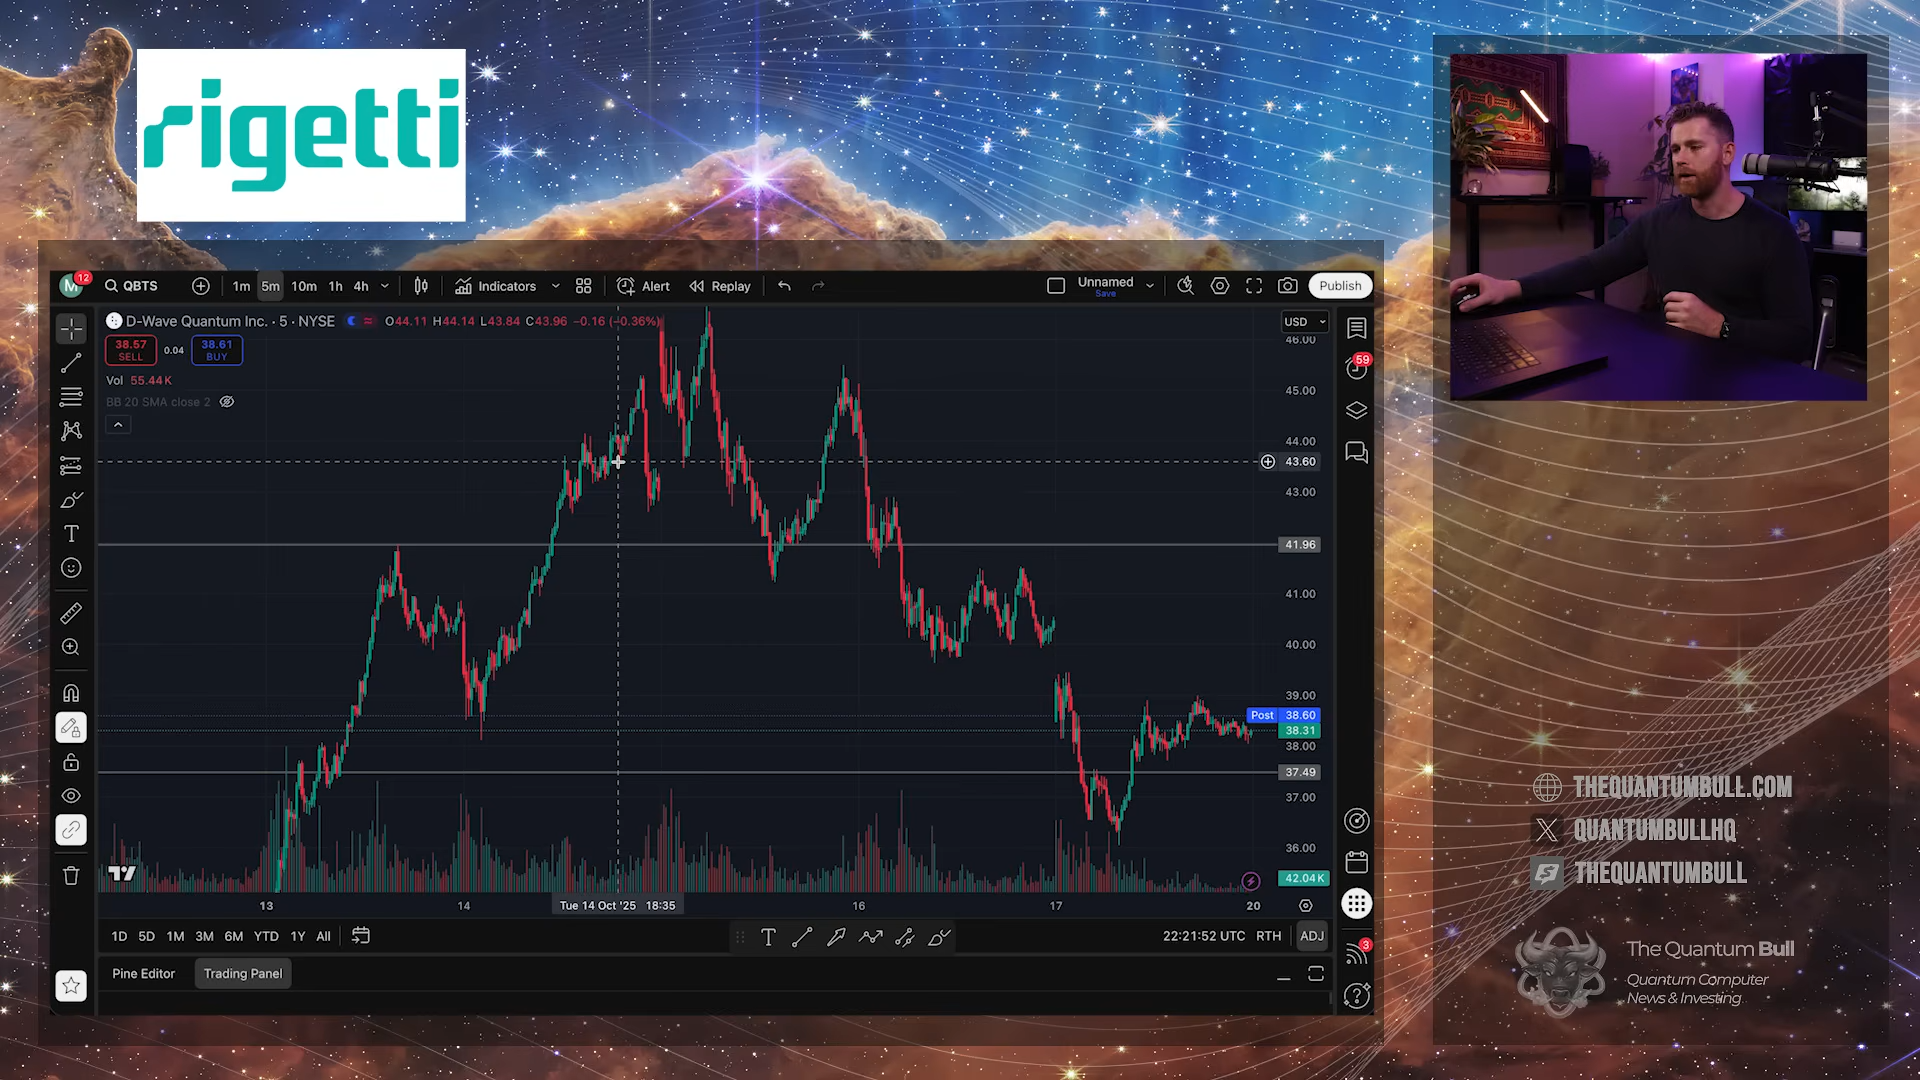 rigetti
12
QBTS
1m 5m 10m 1h 4h
Indicators
Alert
Replay
Unnamed
Save
Publish
D-Wave Quantum Inc. · 5 · NYSE
O44.11 H44.14 L43.84 C43.96 −0.16 (−0.36%)
38.57
SELL
0.04
38.61
BUY
Vol 55.44K
BB 20 SMA close 2
USD
46.00
45.00
44.00
43.60
43.00
41.96
41.00
40.00
39.00
Post 38.60
38.31
38.00
37.49
37.00
36.00
42.04K
59
13
14
Tue 14 Oct '25 18:35
16
17
20
1D 5D 1M 3M 6M YTD 1Y All
22:21:52 UTC RTH ADJ
3
Pine Editor
Trading Panel
THEQUANTUMBULL.COM
QUANTUMBULLHQ
THEQUANTUMBULL
The Quantum Bull
Quantum Computer
News & Investing